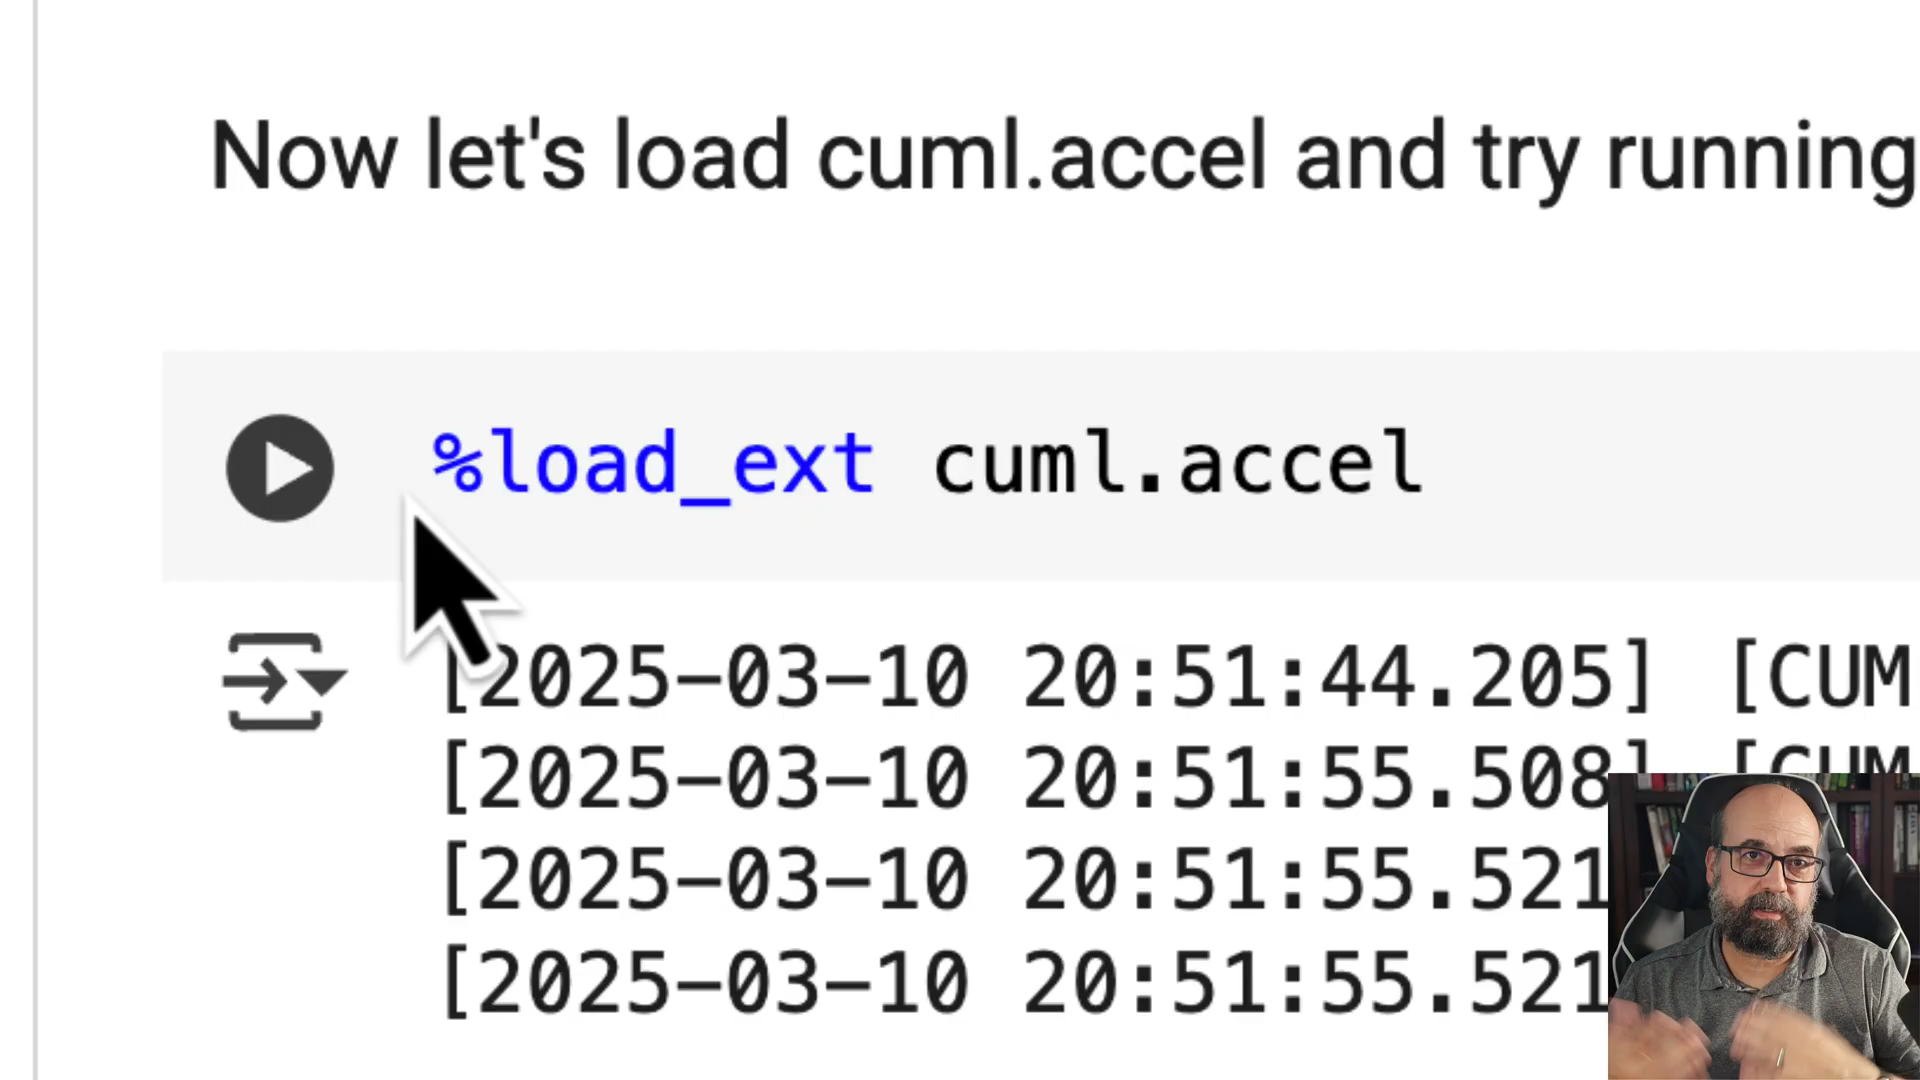 Now let's load cuml.accel and try running
%load_ext cuml.accel
[2025-03-10 20:51:44.205] [CUM
[2025-03-10 20:51:55.508] [CUM
[2025-03-10 20:51:55.521
[2025-03-10 20:51:55.521